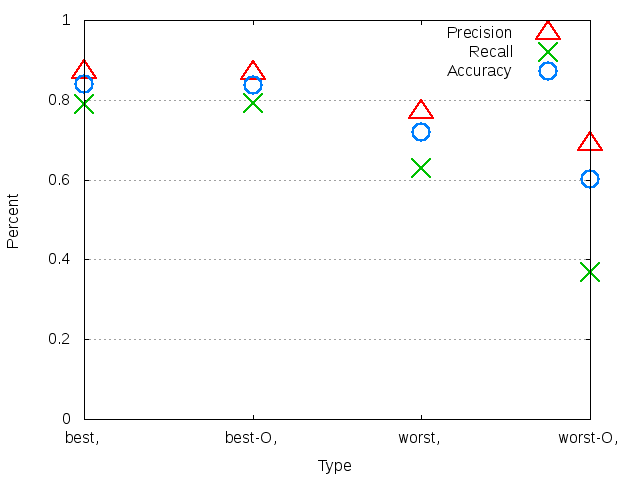 1
Precision
Recall
Accuracy
0.8
0.6
0.4
0.2
0
Percent
best,
best-O,
worst,
worst-O,
Type